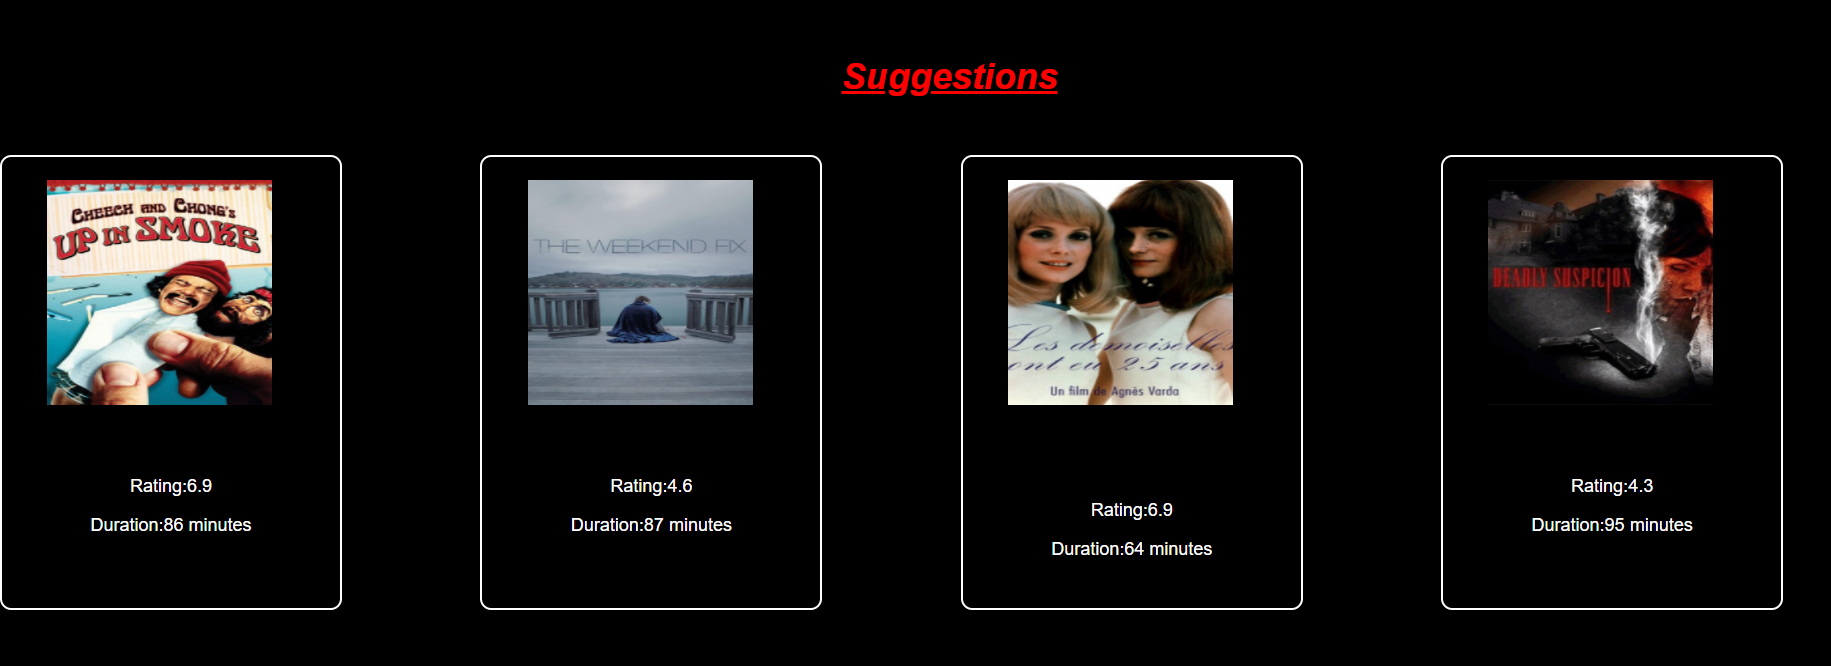 Suggestions
CHEECH AND CHONG'S
UP IN SMOKE
Rating:6.9
Duration:86 minutes
THE WEEKEND FIX
Rating:4.6
Duration:87 minutes
Les demoiselles
ont eu 25 ans
Un film de Agnès Varda
Rating:6.9
Duration:64 minutes
DEADLY SUSPICION
Rating:4.3
Duration:95 minutes